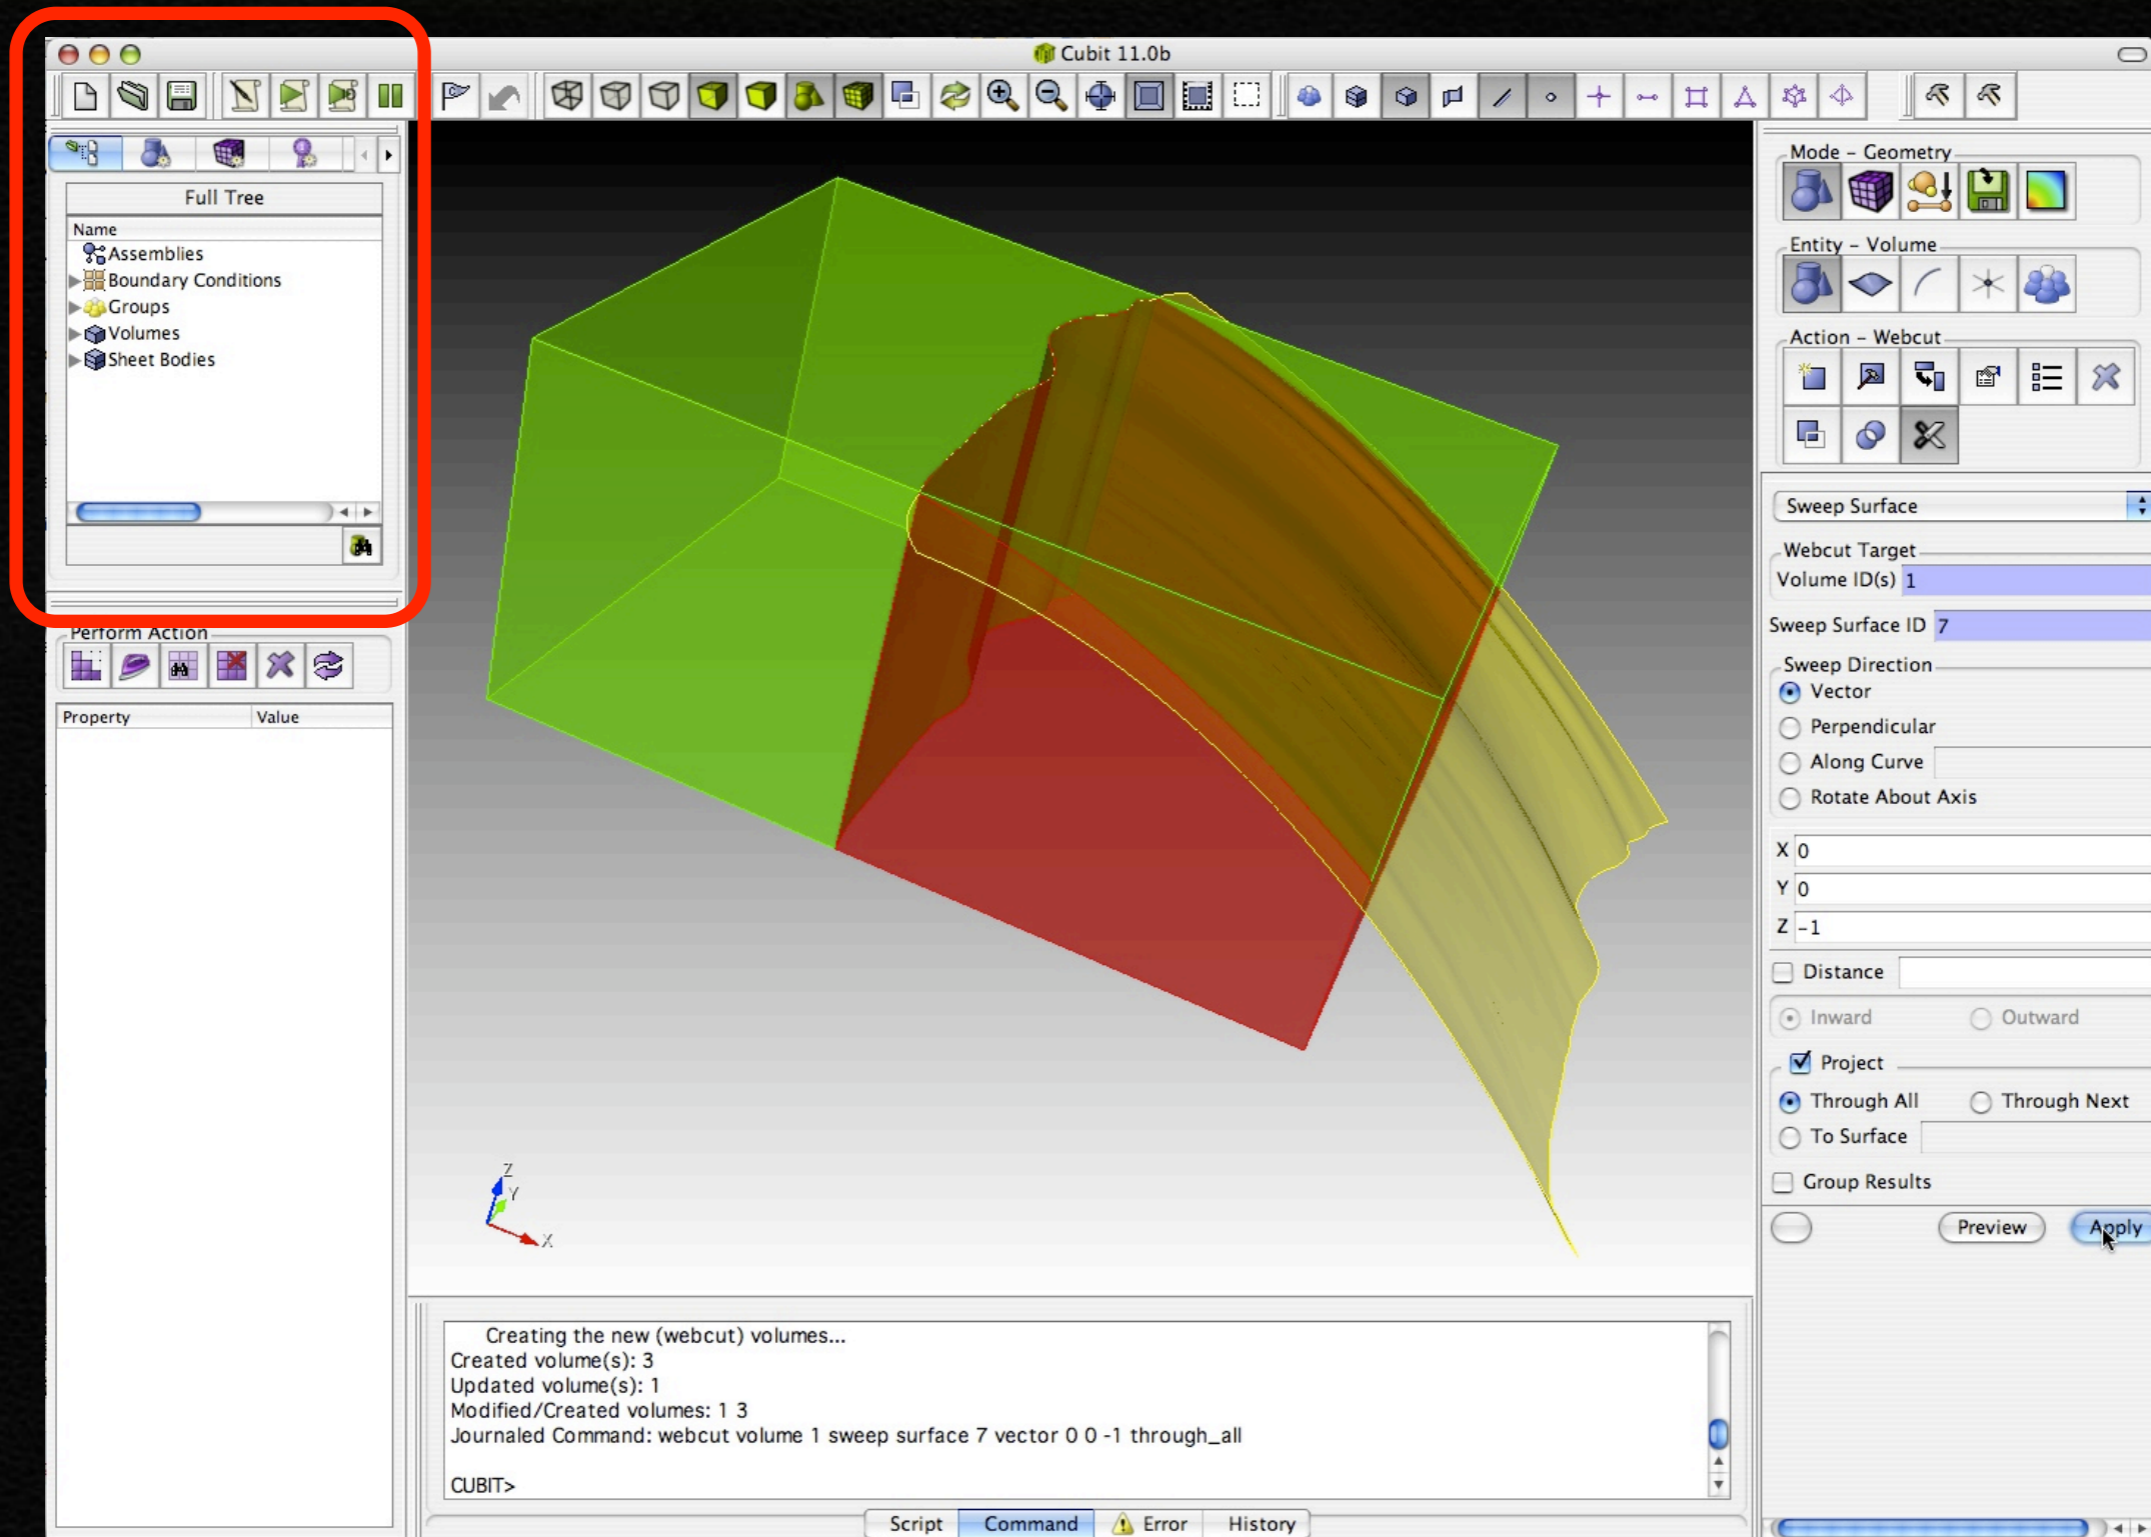 Cubit 11.0b
Full Tree
Name
Assemblies
Boundary Conditions
Groups
Volumes
Sheet Bodies
Perform Action
Property Value
Z
Y
X
Creating the new (webcut) volumes...
Created volume(s): 3
Updated volume(s): 1
Modified/Created volumes: 1 3
Journaled Command: webcut volume 1 sweep surface 7 vector 0 0 -1 through_all
CUBIT>
Script Command Error History
Mode - Geometry
Entity - Volume
Action - Webcut
Sweep Surface
Webcut Target
Volume ID(s) 1
Sweep Surface ID 7
Sweep Direction
Vector
Perpendicular
Along Curve
Rotate About Axis
X 0
Y 0
Z -1
Distance
Inward Outward
Project
Through All Through Next
To Surface
Group Results
Preview Apply